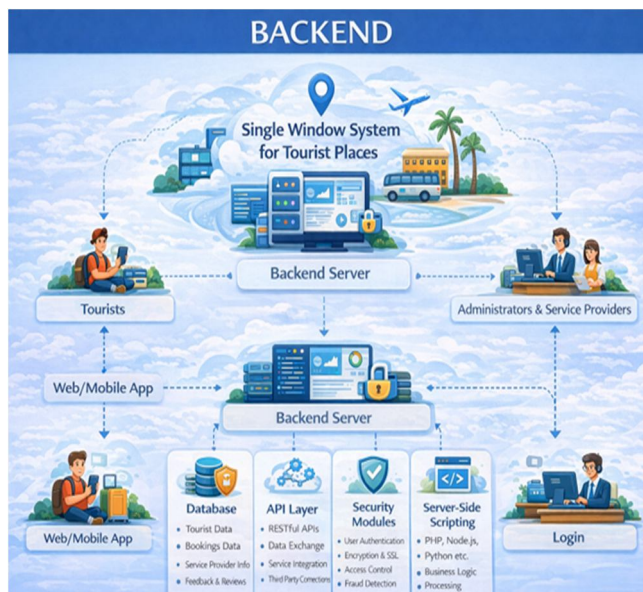 BACKEND
Single Window System
for Tourist Places
Backend Server
Tourists
Administrators & Service Providers
Web/Mobile App
Backend Server
Web/Mobile App
Database
• Tourist Data
• Bookings Data
• Service Provider Info
• Feedback & Reviews
API Layer
• RESTful APIs
• Data Exchange
• Service Integration
• Third Party Connections
Security
Modules
• User Authentication
• Encryption & SSL
• Access Control
• Fraud Detection
</>
Server-Side
Scripting
• PHP, Node.js,
• Python etc.
• Business Logic
• Processing
Login